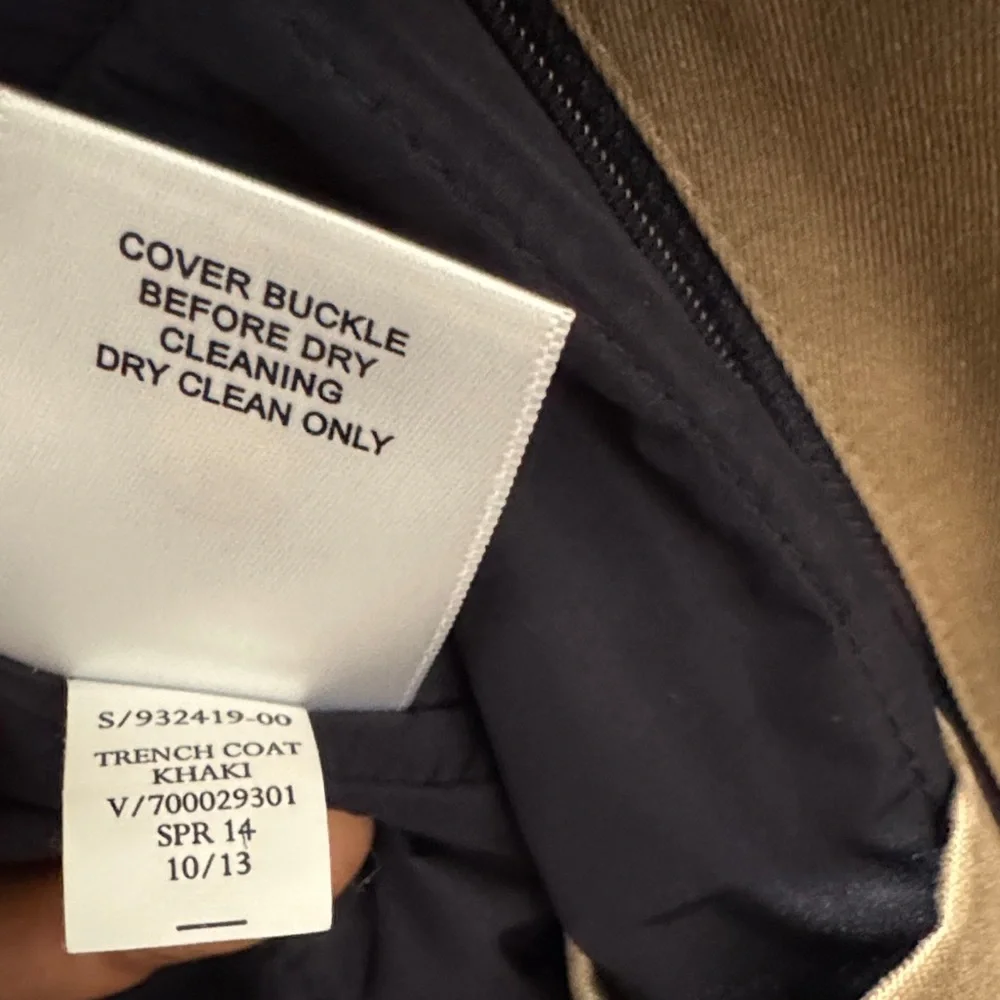 COVER BUCKLE
BEFORE DRY
CLEANING
DRY CLEAN ONLY
S/932419-00
TRENCH COAT
KHAKI
V/700029301
SPR 14
10/13